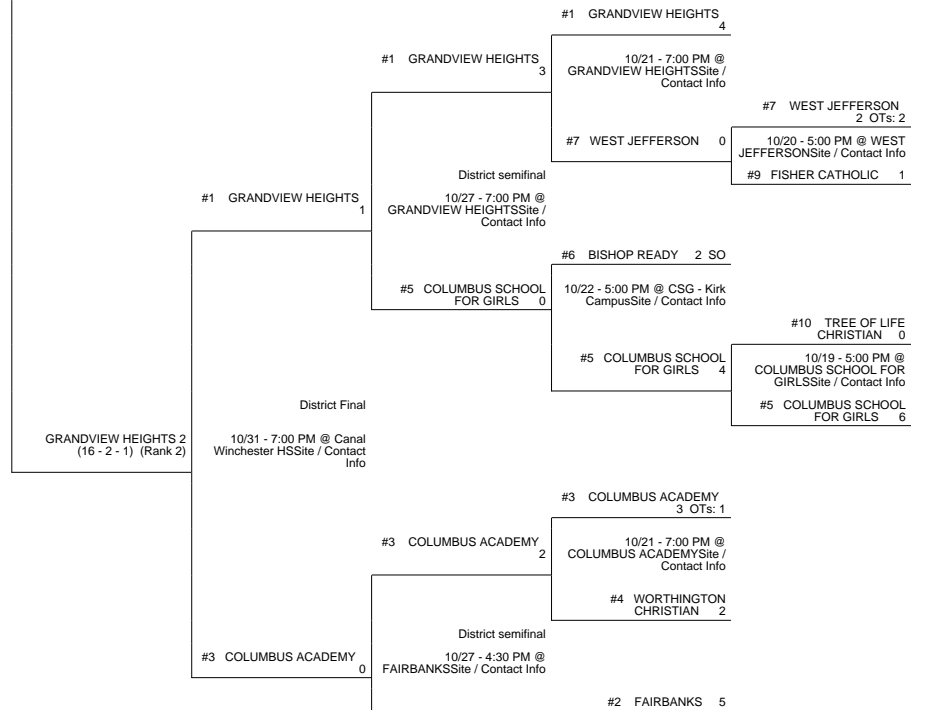 #1 GRANDVIEW HEIGHTS
4
#1 GRANDVIEW HEIGHTS
3
10/21 - 7:00 PM @
GRANDVIEW HEIGHTSSite /
Contact Info
#7 WEST JEFFERSON
2 OTs: 2
#7 WEST JEFFERSON 0
10/20 - 5:00 PM @ WEST
JEFFERSONSite / Contact Info
#9 FISHER CATHOLIC 1
District semifinal
#1 GRANDVIEW HEIGHTS
1
10/27 - 7:00 PM @
GRANDVIEW HEIGHTSSite /
Contact Info
#6 BISHOP READY 2 SO
#5 COLUMBUS SCHOOL
FOR GIRLS 0
10/22 - 5:00 PM @ CSG - Kirk
CampusSite / Contact Info
#10 TREE OF LIFE
CHRISTIAN 0
#5 COLUMBUS SCHOOL
FOR GIRLS 4
10/19 - 5:00 PM @
COLUMBUS SCHOOL FOR
GIRLSSite / Contact Info
#5 COLUMBUS SCHOOL
FOR GIRLS 6
District Final
GRANDVIEW HEIGHTS 2
(16 - 2 - 1) (Rank 2)
10/31 - 7:00 PM @ Canal
Winchester HSSite / Contact
Info
#3 COLUMBUS ACADEMY
3 OTs: 1
#3 COLUMBUS ACADEMY
2
10/21 - 7:00 PM @
COLUMBUS ACADEMYSite /
Contact Info
#4 WORTHINGTON
CHRISTIAN 2
District semifinal
#3 COLUMBUS ACADEMY
0
10/27 - 4:30 PM @
FAIRBANKSSite / Contact Info
#2 FAIRBANKS 5